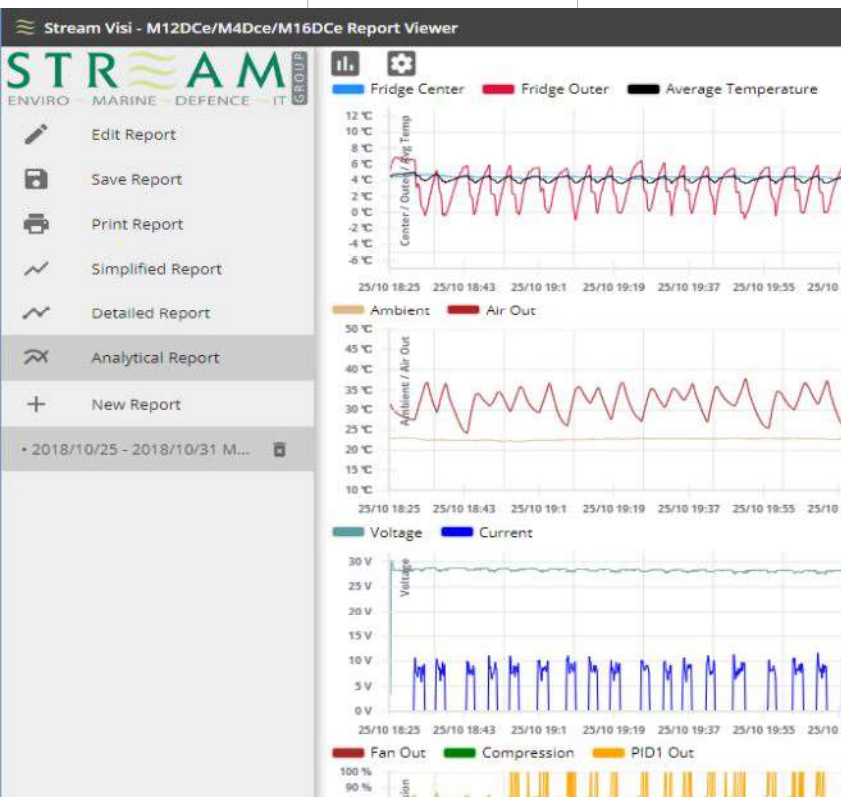 Stream Visi - M12DCe/M4Dce/M16DCe Report Viewer
STREAM GROUP
ENVIRO MARINE DEFENCE IT
Edit Report
Save Report
Print Report
Simplified Report
Detailed Report
Analytical Report
New Report
• 2018/10/25 - 2018/10/31 M...
Fridge Center Fridge Outer Average Temperature
12 ℃
10 ℃
8 ℃
6 ℃
4 ℃
2 ℃
0 ℃
-2 ℃
-4 ℃
-6 ℃
Center / Outer / Avg Temp
25/10 18:25 25/10 18:43 25/10 19:1 25/10 19:19 25/10 19:37 25/10 19:55 25/10
Ambient Air Out
50 ℃
45 ℃
40 ℃
35 ℃
30 ℃
25 ℃
20 ℃
15 ℃
10 ℃
Ambient / Air Out
25/10 18:25 25/10 18:43 25/10 19:1 25/10 19:19 25/10 19:37 25/10 19:55 25/10
Voltage Current
30 V
25 V
20 V
15 V
10 V
5 V
0 V
Voltage
25/10 18:25 25/10 18:43 25/10 19:1 25/10 19:19 25/10 19:37 25/10 19:55 25/10
Fan Out Compression PID1 Out
100 %
90 %